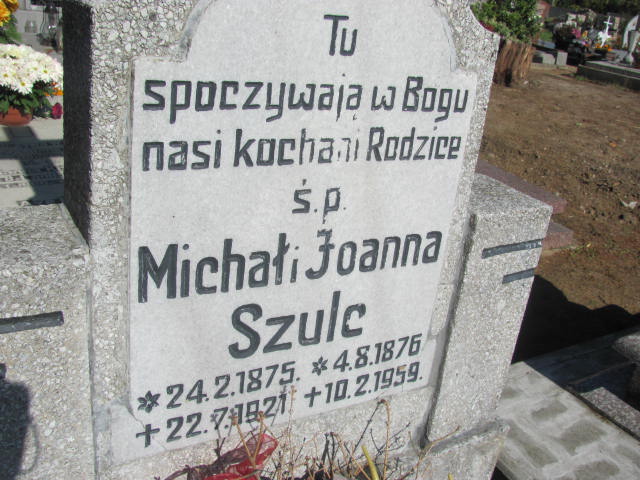 Tu
spoczywają w Bogu
nasi kochani Rodzice
ś.p.
Michał i Joanna
Szulc
* 24.2.1875. * 4.8.1876
+ 22.7.1921 + 10.2.1959.